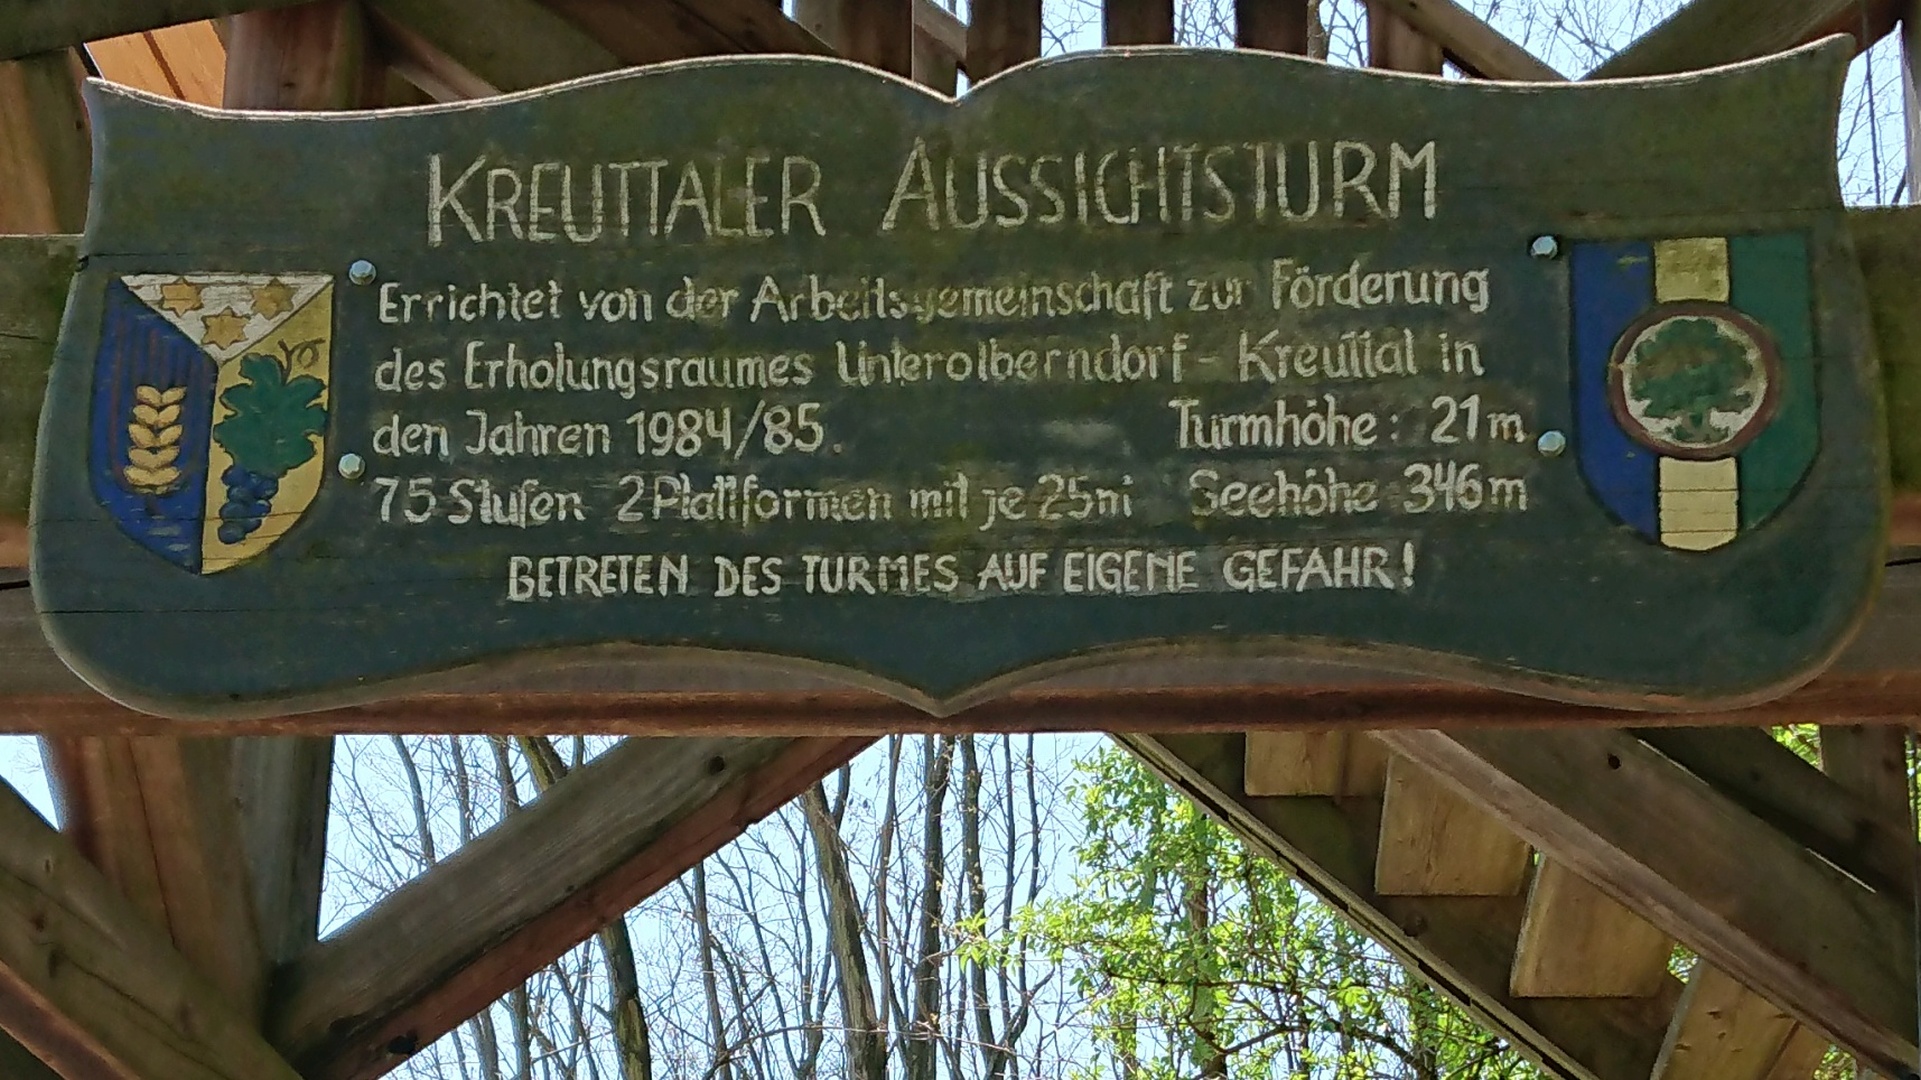 KREUTTALER AUSSICHTSTURM
Errichtet von der Arbeitsgemeinschaft zur Förderung
des Erholungsraumes Unterolberndorf - Kreuttal in
den Jahren 1984/85. Turmhöhe: 21m
75 Stufen 2 Plattformen mit je 25m Seehöhe 346m
BETRETEN DES TURMES AUF EIGENE GEFAHR!